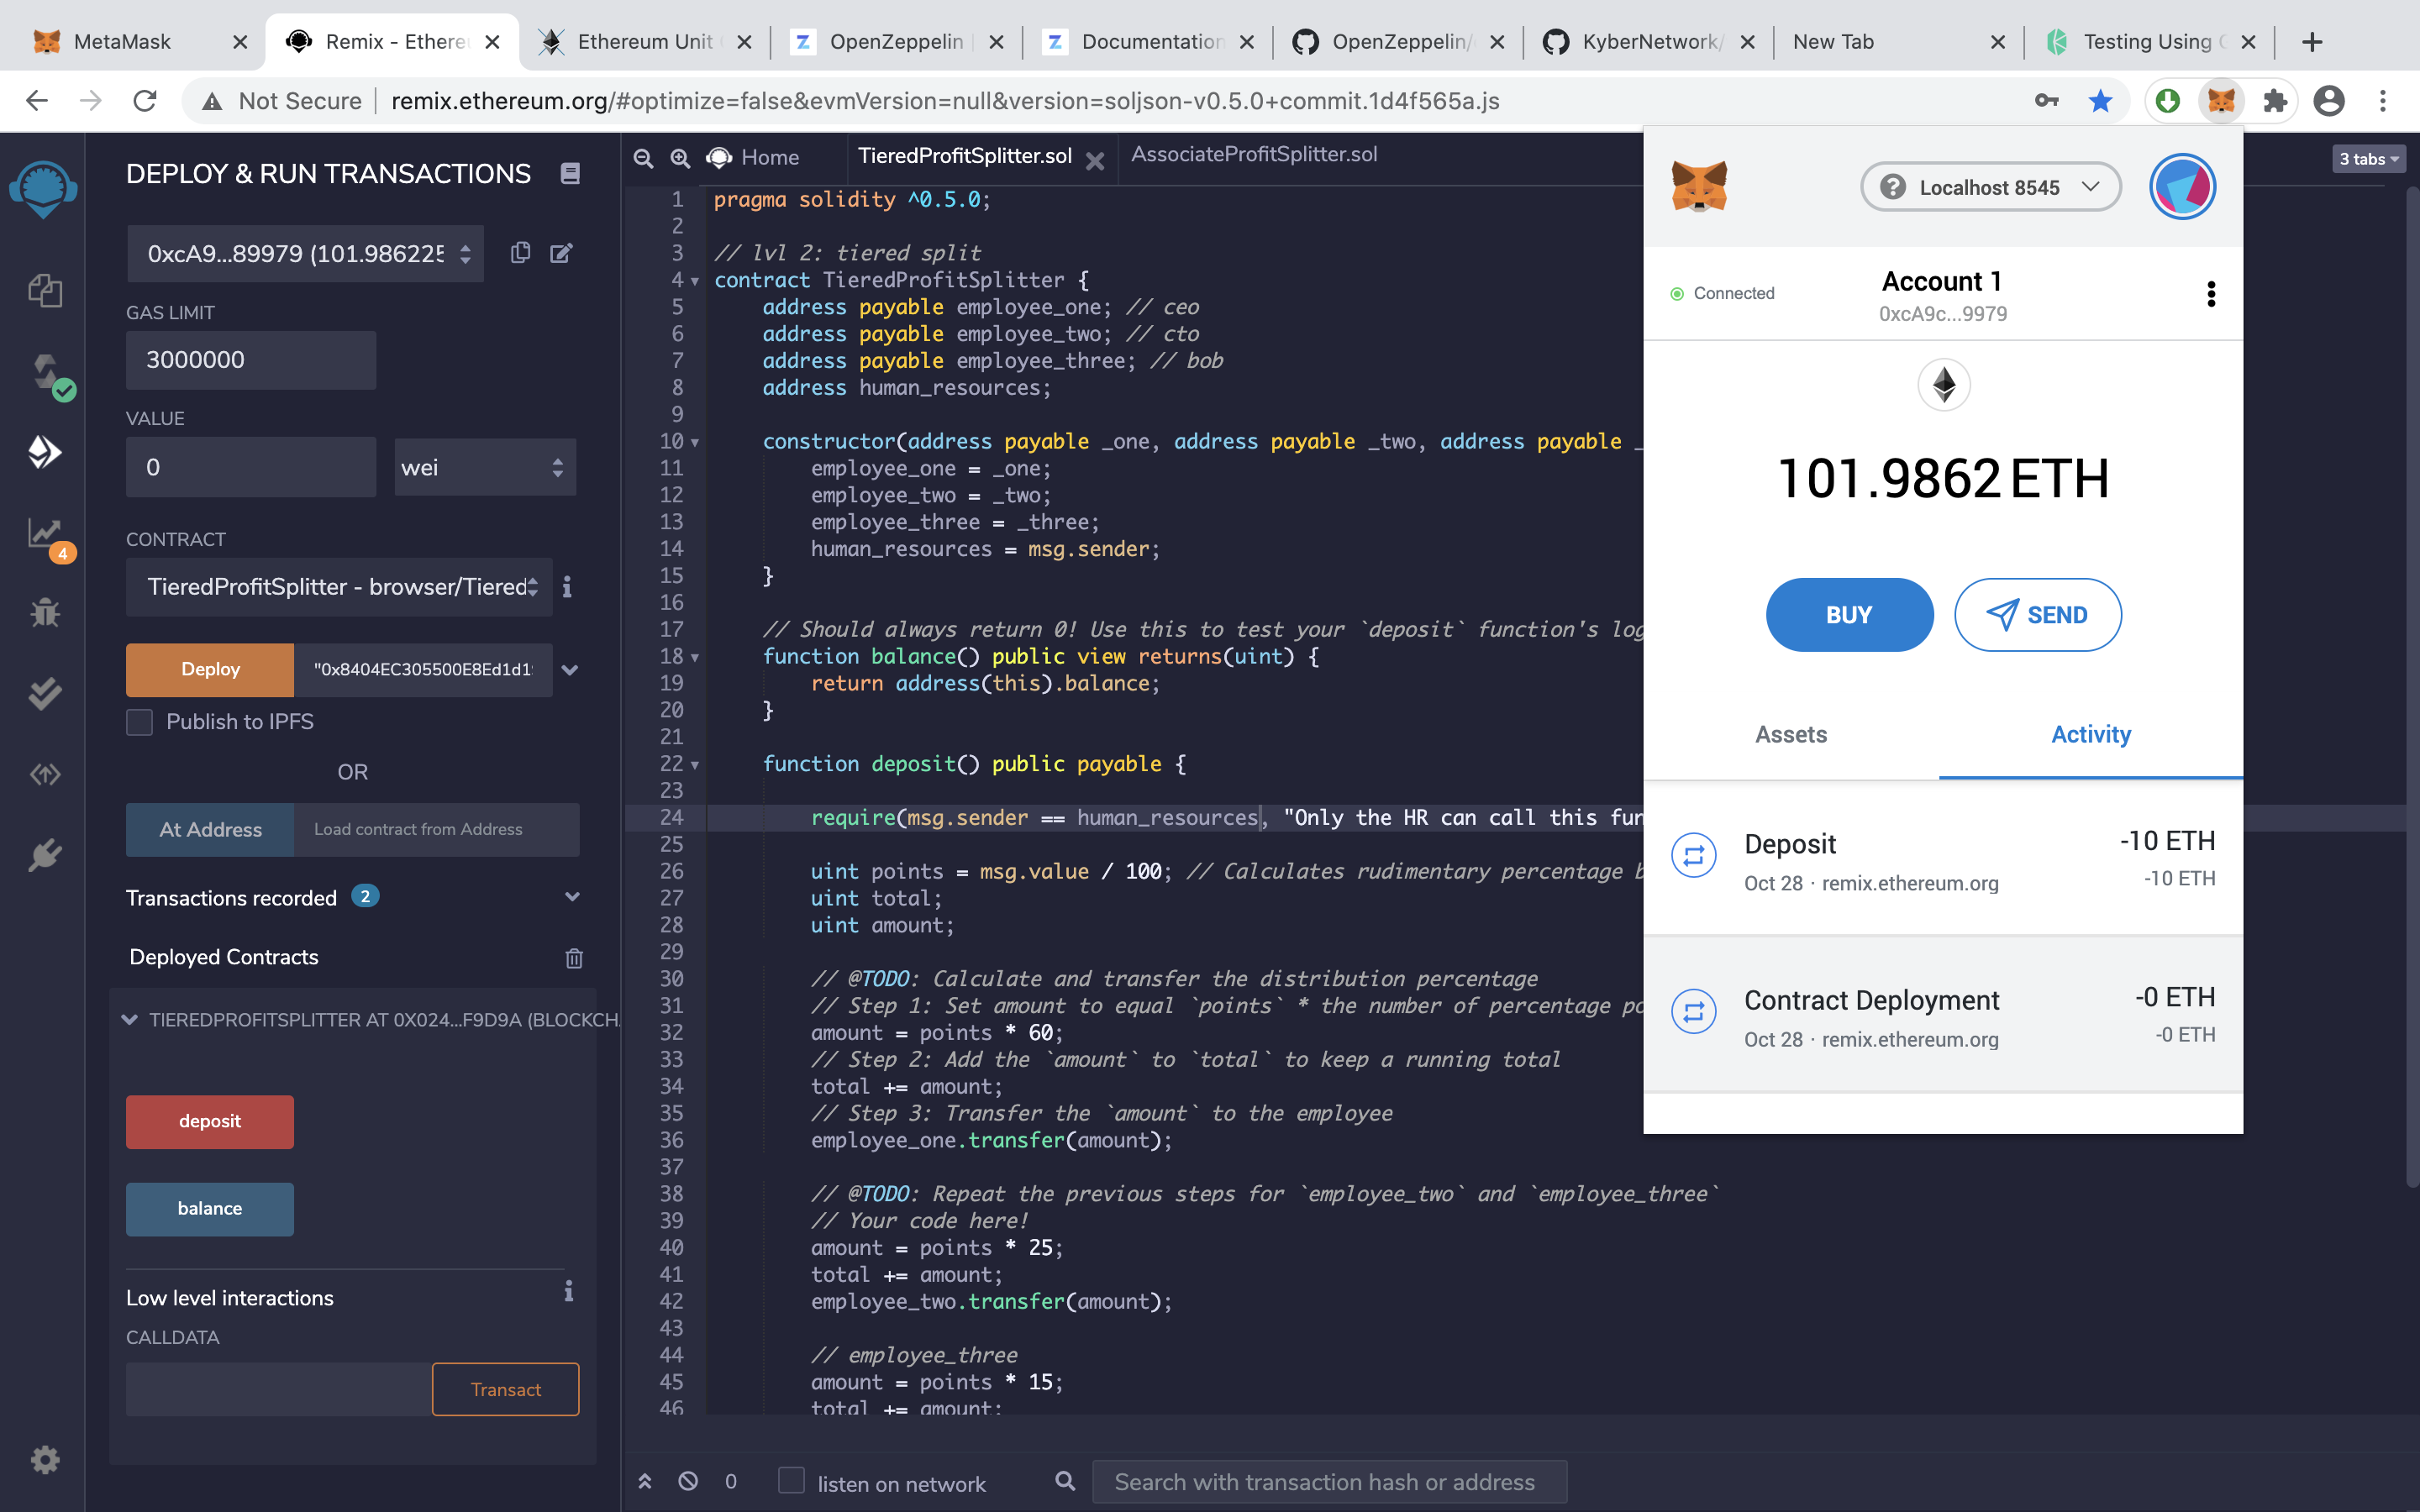 MetaMask
Remix - Ethere
Ethereum Unit
OpenZeppelin
Documentation
OpenZeppelin/
KyberNetwork/
New Tab
Testing Using
Not Secure
remix.ethereum.org/#optimize=false&evmVersion=null&version=soljson-v0.5.0+commit.1d4f565a.js
DEPLOY & RUN TRANSACTIONS
0xcA9...89979 (101.986225
GAS LIMIT
3000000
VALUE
0
wei
CONTRACT
TieredProfitSplitter - browser/Tiered
i
Deploy
"0x8404EC305500E8Ed1d1
Publish to IPFS
OR
At Address
Load contract from Address
Transactions recorded 2
Deployed Contracts
TIEREDPROFITSPLITTER AT 0X024...F9D9A (BLOCKCH
deposit
balance
Low level interactions
i
CALLDATA
Transact
4
Home
TieredProfitSplitter.sol
AssociateProfitSplitter.sol
3 tabs
1 pragma solidity ^0.5.0;
2
3 // lvl 2: tiered split
4 contract TieredProfitSplitter {
5 address payable employee_one; // ceo
6 address payable employee_two; // cto
7 address payable employee_three; // bob
8 address human_resources;
9
10 constructor(address payable _one, address payable _two, address payable _
11 employee_one = _one;
12 employee_two = _two;
13 employee_three = _three;
14 human_resources = msg.sender;
15 }
16
17 // Should always return 0! Use this to test your `deposit` function's log
18 function balance() public view returns(uint) {
19 return address(this).balance;
20 }
21
22 function deposit() public payable {
23
24 require(msg.sender == human_resources, "Only the HR can call this fun
25
26 uint points = msg.value / 100; // Calculates rudimentary percentage b
27 uint total;
28 uint amount;
29
30 // @TODO: Calculate and transfer the distribution percentage
31 // Step 1: Set amount to equal `points` * the number of percentage po
32 amount = points * 60;
33 // Step 2: Add the `amount` to `total` to keep a running total
34 total += amount;
35 // Step 3: Transfer the `amount` to the employee
36 employee_one.transfer(amount);
37
38 // @TODO: Repeat the previous steps for `employee_two` and `employee_three`
39 // Your code here!
40 amount = points * 25;
41 total += amount;
42 employee_two.transfer(amount);
43
44 // employee_three
45 amount = points * 15;
46 total += amount;
0
listen on network
Search with transaction hash or address
Localhost 8545
Connected
Account 1
0xcA9c...9979
101.9862 ETH
BUY
SEND
Assets
Activity
Deposit
-10 ETH
Oct 28 · remix.ethereum.org
-10 ETH
Contract Deployment
-0 ETH
Oct 28 · remix.ethereum.org
-0 ETH